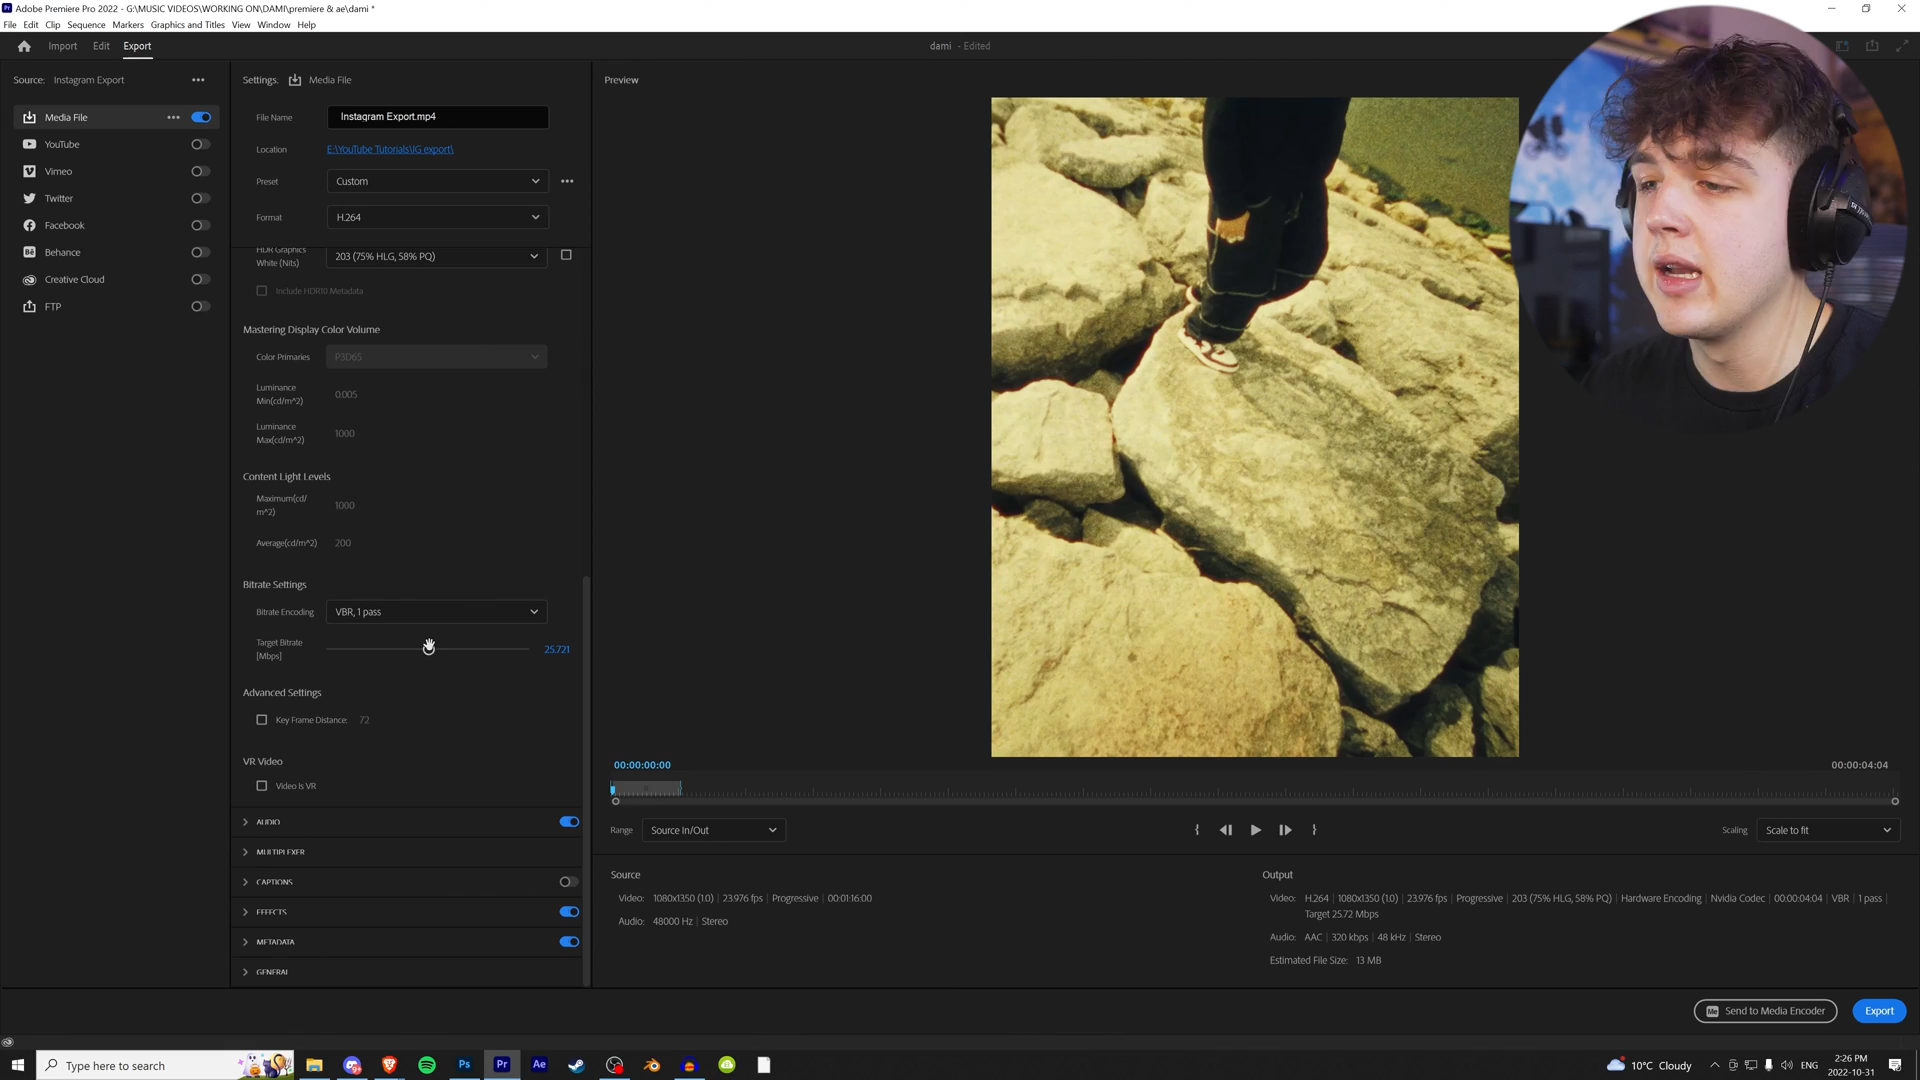 Adobe Premiere Pro 2022 - G:\MUSIC VIDEOS\WORKING ON\DAMI\premiere & ae\dami *
File Edit Clip Sequence Markers Graphics and Titles View Window Help
Import Edit Export
dami - Edited
Source: Instagram Export
Media File
YouTube
Vimeo
Twitter
Facebook
Behance
Creative Cloud
FTP
Settings: Media File
File Name Instagram Export.mp4
Location E:\YouTube Tutorials\IG export\
Preset Custom
Format H.264
HDR Graphics
White (Nits) 203 (75% HLG, 58% PQ)
Include HDR10 Metadata
Mastering Display Color Volume
Color Primaries P3D65
Luminance
Min(cd/m^2) 0.005
Luminance
Max(cd/m^2) 1000
Content Light Levels
Maximum(cd/
m^2) 1000
Average(cd/m^2) 200
Bitrate Settings
Bitrate Encoding VBR, 1 pass
Target Bitrate
[Mbps] 25.721
Advanced Settings
Key Frame Distance: 72
VR Video
Video Is VR
AUDIO
MULTIPLEXER
CAPTIONS
EFFECTS
METADATA
GENERAL
Preview
00:00:00:00 00:00:04:04
Range Source In/Out
Scaling Scale to fit
Source
Video: 1080x1350 (1.0) | 23.976 fps | Progressive | 00:01:16:00
Audio: 48000 Hz | Stereo
Output
Video: H.264 | 1080x1350 (1.0) | 23.976 fps | Progressive | 203 (75% HLG, 58% PQ) | Hardware Encoding | Nvidia Codec | 00:00:04:04 | VBR | 1 pass |
Target 25.72 Mbps
Audio: AAC | 320 kbps | 48 kHz | Stereo
Estimated File Size: 13 MB
Me Send to Media Encoder
Export
Type here to search
Ps Pr Ae
10°C Cloudy
ENG
2:26 PM
2022-10-31